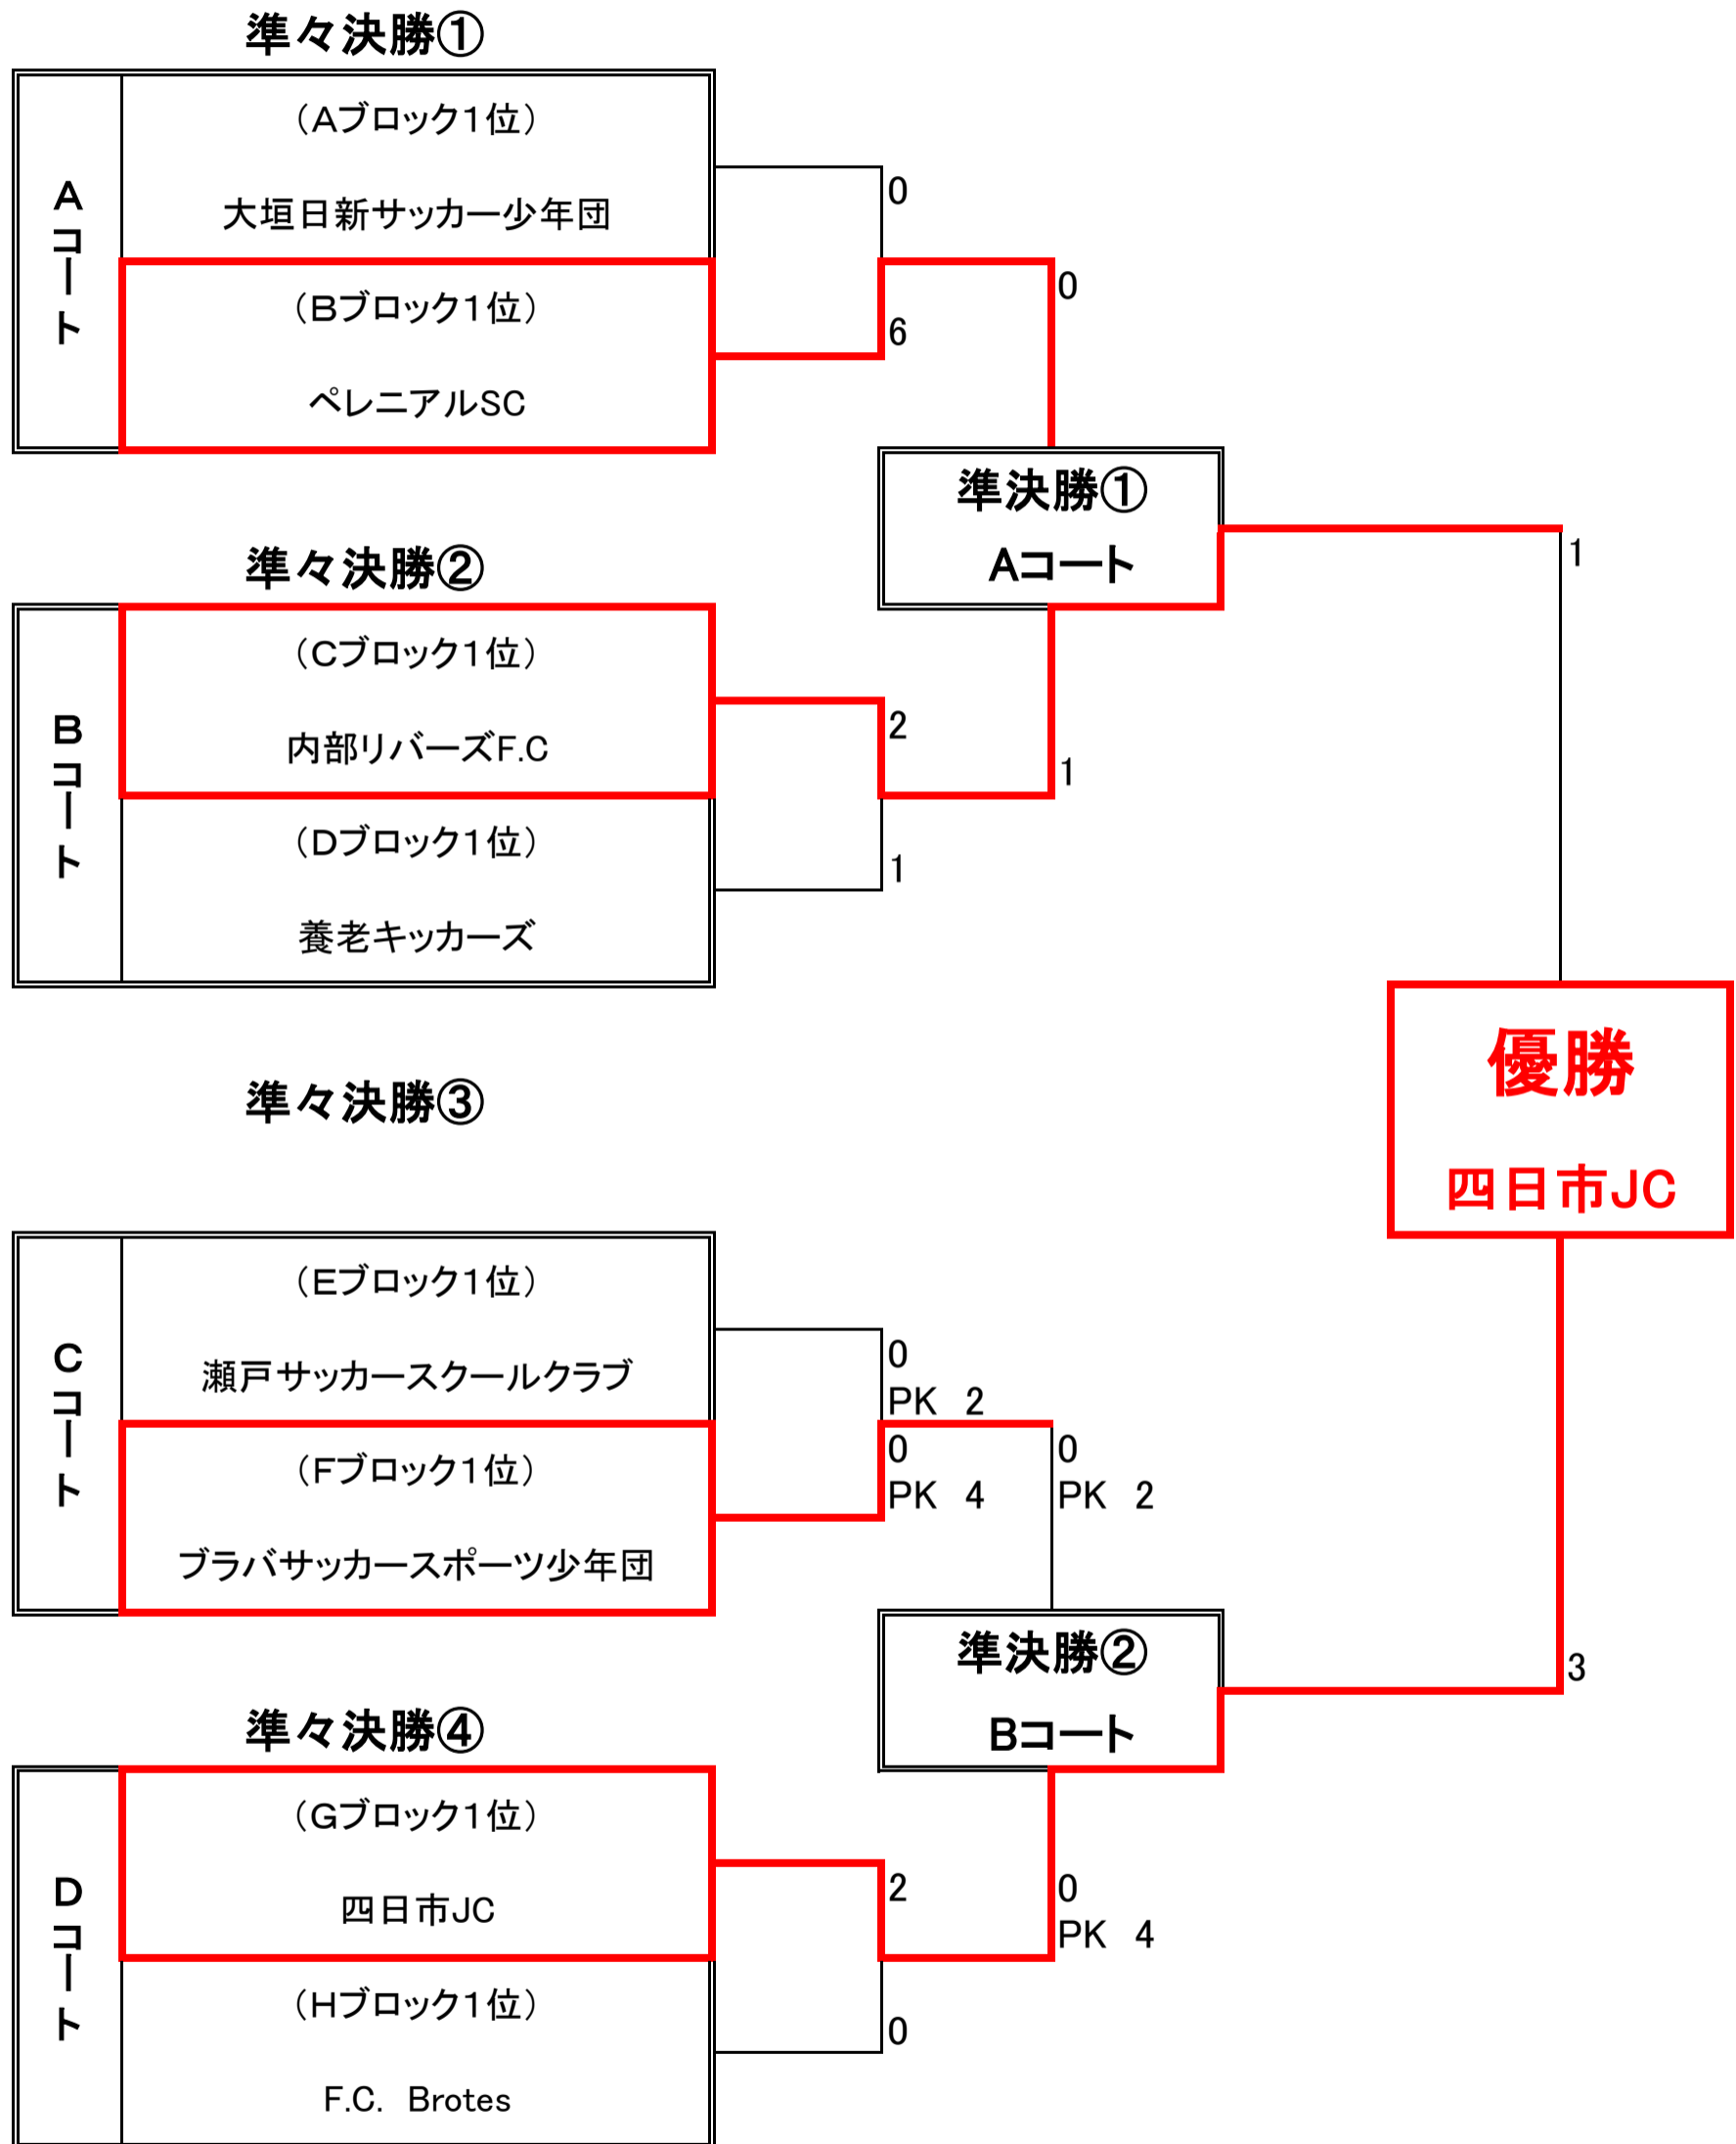 準々決勝①
Aコート
（Aブロック1位）
大垣日新サッカー少年団
0
（Bブロック1位）
ペレニアルSC
6
0
準決勝①
Aコート
1
準々決勝②
Bコート
（Cブロック1位）
内部リバーズF.C
2
1
（Dブロック1位）
養老キッカーズ
1
優勝
四日市JC
準々決勝③
Cコート
（Eブロック1位）
瀬戸サッカースクールクラブ
0
PK 2
（Fブロック1位）
ブラバサッカースポーツ少年団
0
PK 4
0
PK 2
準決勝②
Bコート
3
準々決勝④
Dコート
（Gブロック1位）
四日市JC
2
0
PK 4
（Hブロック1位）
F.C. Brotes
0